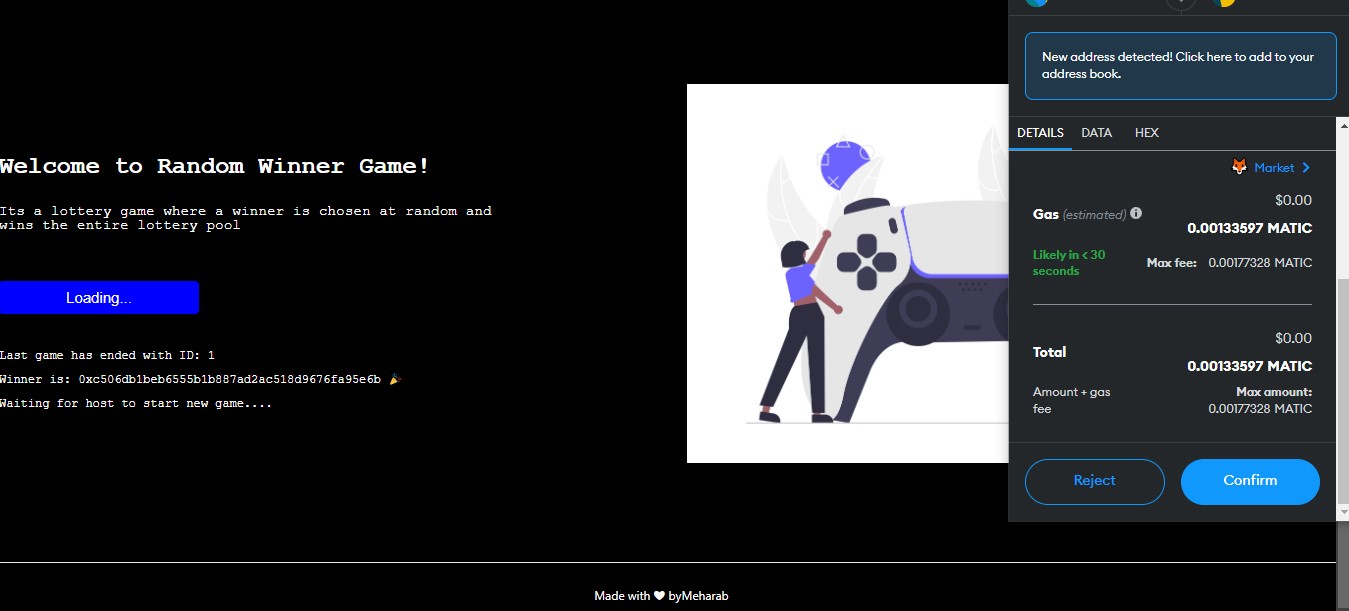 Welcome to Random Winner Game!
Its a lottery game where a winner is chosen at random and
wins the entire lottery pool
Loading...
Last game has ended with ID: 1
Winner is: 0xc506db1beb6555b1b887ad2ac518d9676fa95e6b 🎉
Waiting for host to start new game....
New address detected! Click here to add to your
address book.
DETAILS DATA HEX
Market
$0.00
Gas (estimated)
0.00133597 MATIC
Likely in < 30
seconds
Max fee: 0.00177328 MATIC
$0.00
Total
0.00133597 MATIC
Amount + gas
fee
Max amount:
0.00177328 MATIC
Reject Confirm
Made with ❤ byMeharab